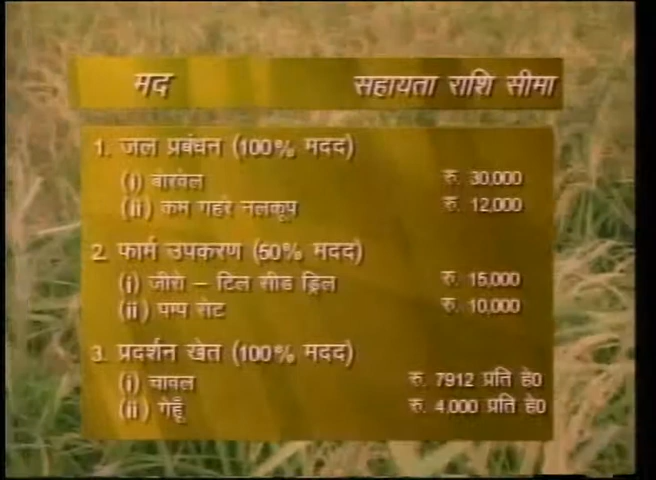 मद सहायता राशि सीमा
1. जल प्रबंधन (100% मदद)
(i) बोरवेल रु. 30,000
(ii) कम गहरे नलकूप रु. 12,000
2. फार्म उपकरण (50% मदद)
(i) जीरो – टिल सीड ड्रिल रु. 15,000
(ii) पम्प सेट रु. 10,000
3. प्रदर्शन खेत (100% मदद)
(i) चावल रु. 7912 प्रति हे0
(ii) गेहूँ रु. 4,000 प्रति हे0